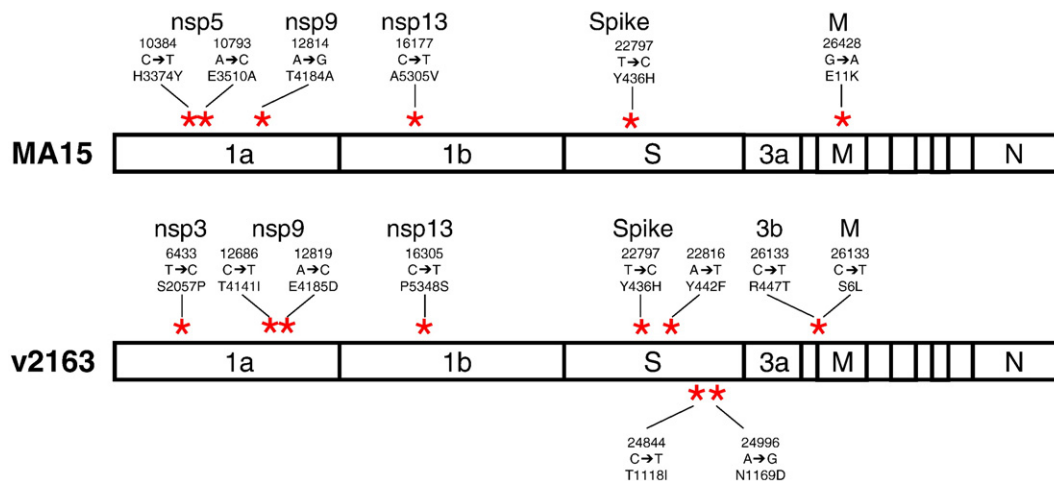 nsp5 nsp9 nsp13 Spike M
10384 10793 12814 16177 22797 26428
C→T A→C A→G C→T T→C G→A
H3374Y E3510A T4184A A5305V Y436H E11K
* * * * * *
MA15 1a 1b S 3a M N
nsp3 nsp9 nsp13 Spike 3b M
6433 12686 12819 16305 22797 22816 26133 26133
T→C C→T A→C C→T T→C A→T C→T C→T
S2057P T4141I E4185D P5348S Y436H Y442F R447T S6L
* * * * * * *
v2163 1a 1b S 3a M N
* *
24844 24996
C→T A→G
T1118I N1169D